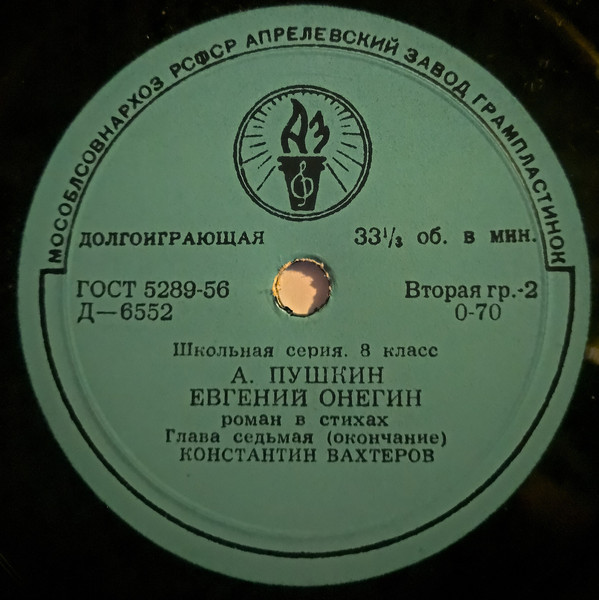 МОСОБЛСОВНАРХОЗ РСФСР АПРЕЛЕВСКИЙ ЗАВОД ГРАМПЛАСТИНОК
АЗ
ДОЛГОИГРАЮЩАЯ 33⅓ об. в мин.
ГОСТ 5289-56 Вторая гр.-2
Д—6552 0-70
Школьная серия. 8 класс
А. ПУШКИН
ЕВГЕНИЙ ОНЕГИН
роман в стихах
Глава седьмая (окончание)
КОНСТАНТИН ВАХТЕРОВ